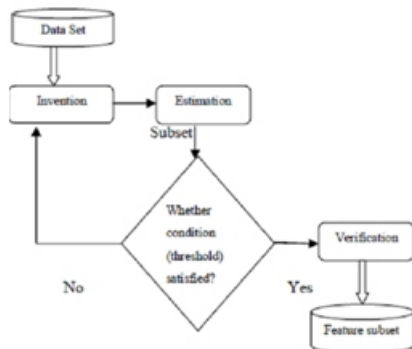 Data Set
Invention
Estimation
Subset
Whether
condition
(threshold)
satisfied?
Verification
No
Yes
Feature subset